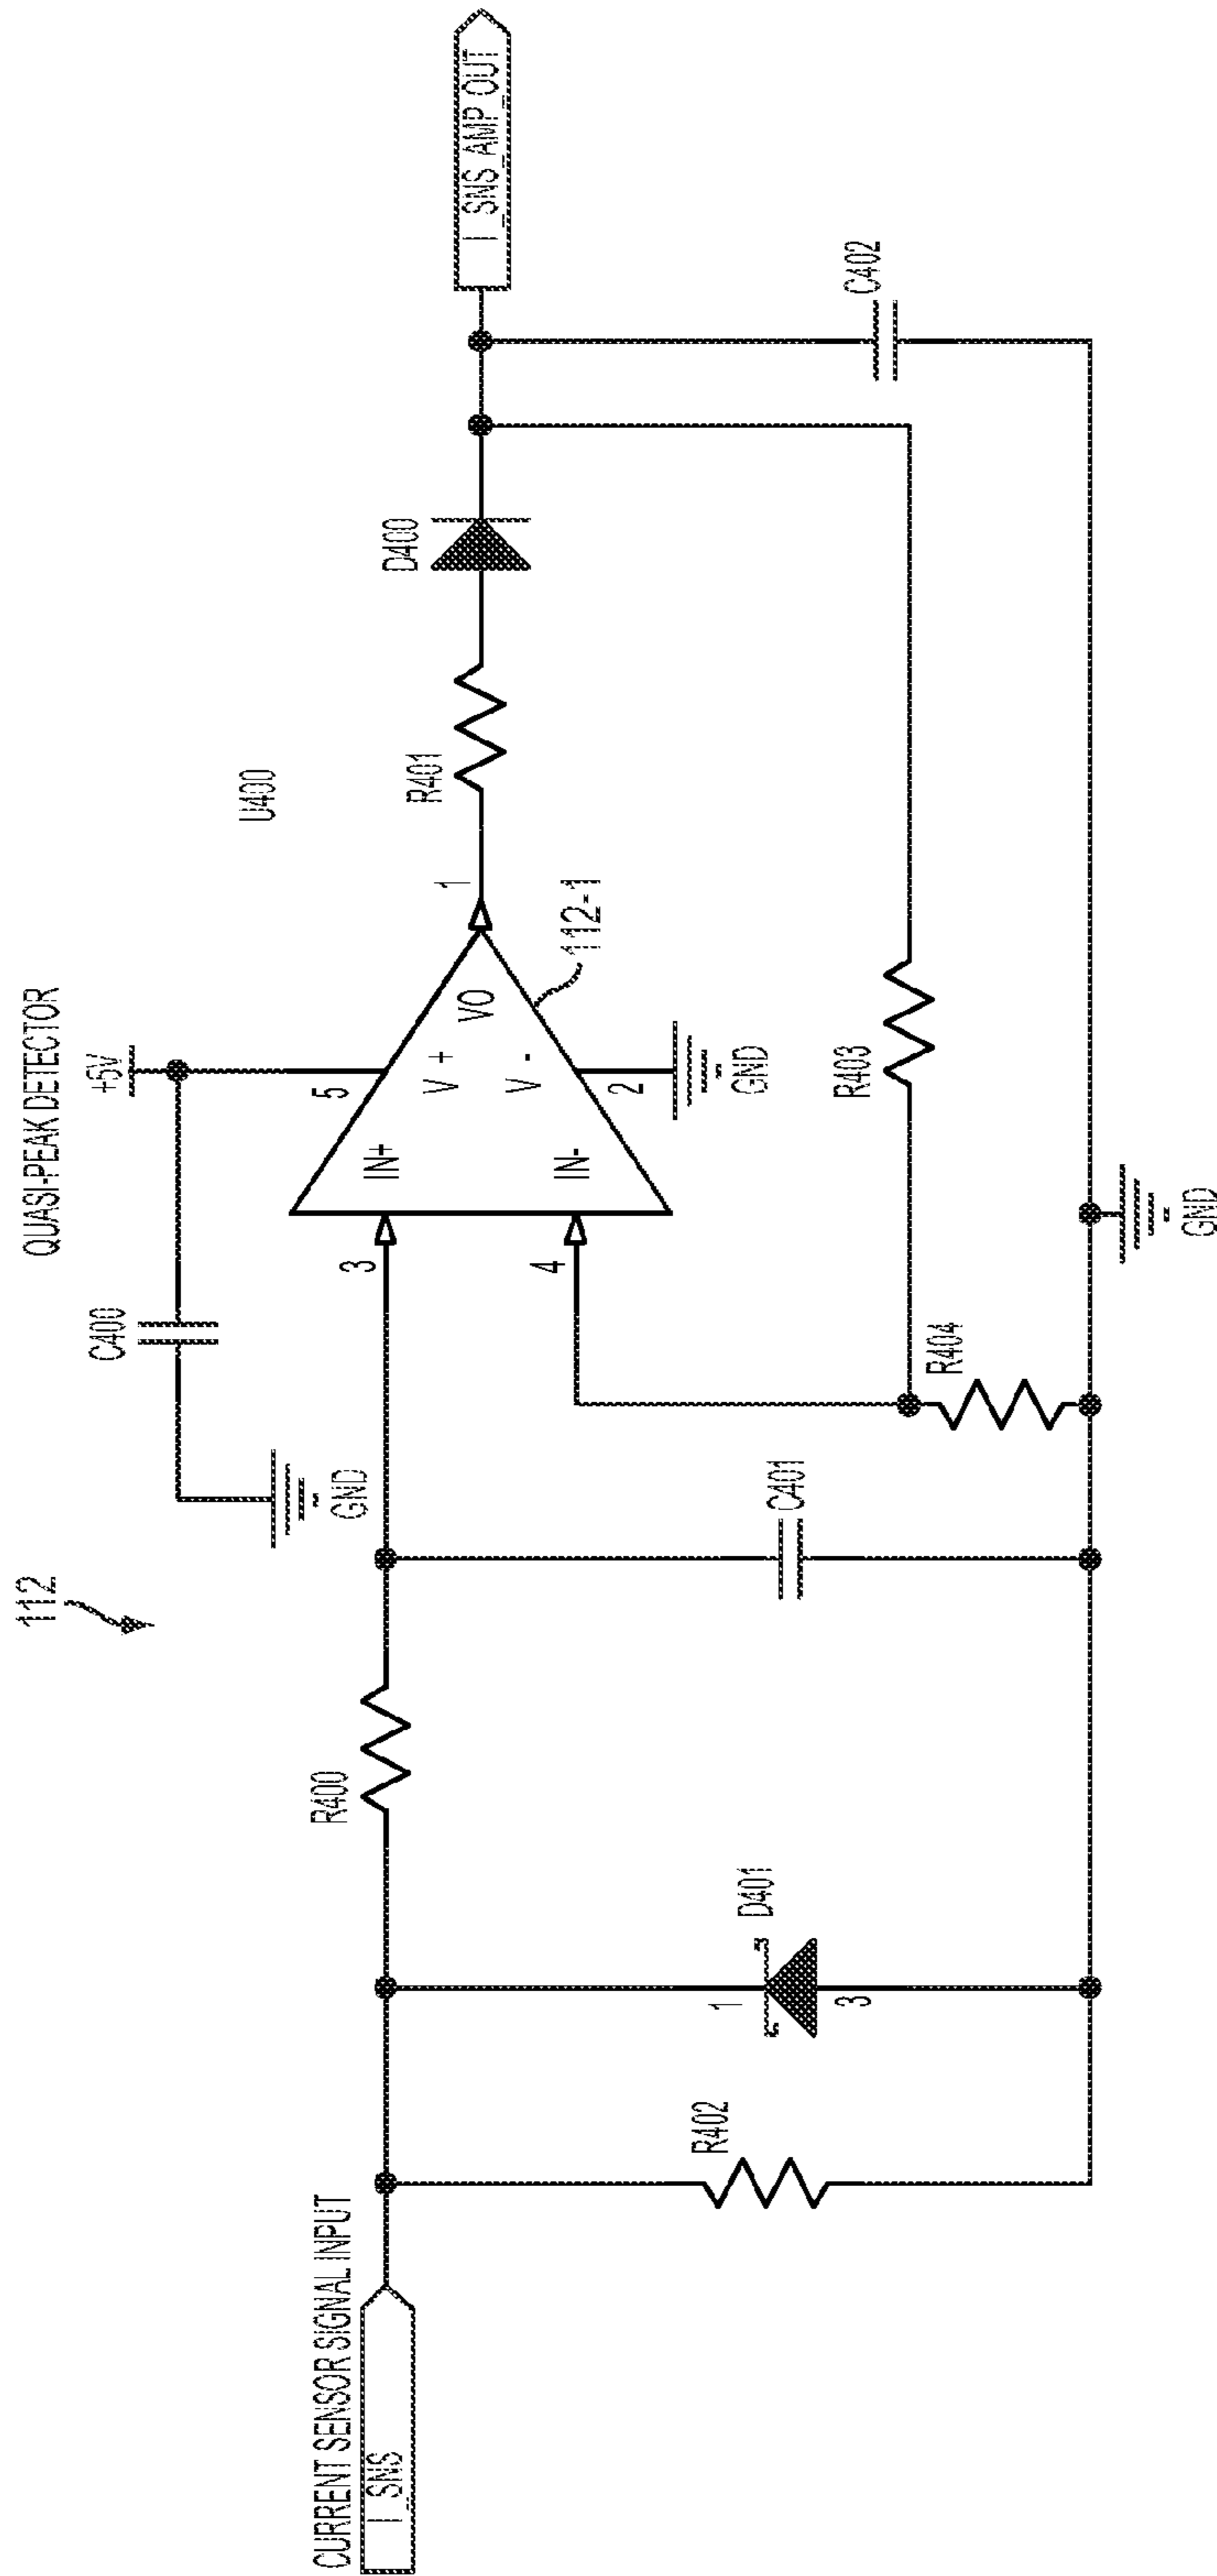 112
QUASI-PEAK DETECTOR
+5V
C400
GND
U400
CURRENT SENSOR SIGNAL INPUT
I_SNS
R400
3
IN+
5
V +
VO
1
R401
D400
I_SNS_AMP_OUT
4
IN-
V -
2
GND
112-1
R402
1
D401
3
C401
R404
R403
C402
GND